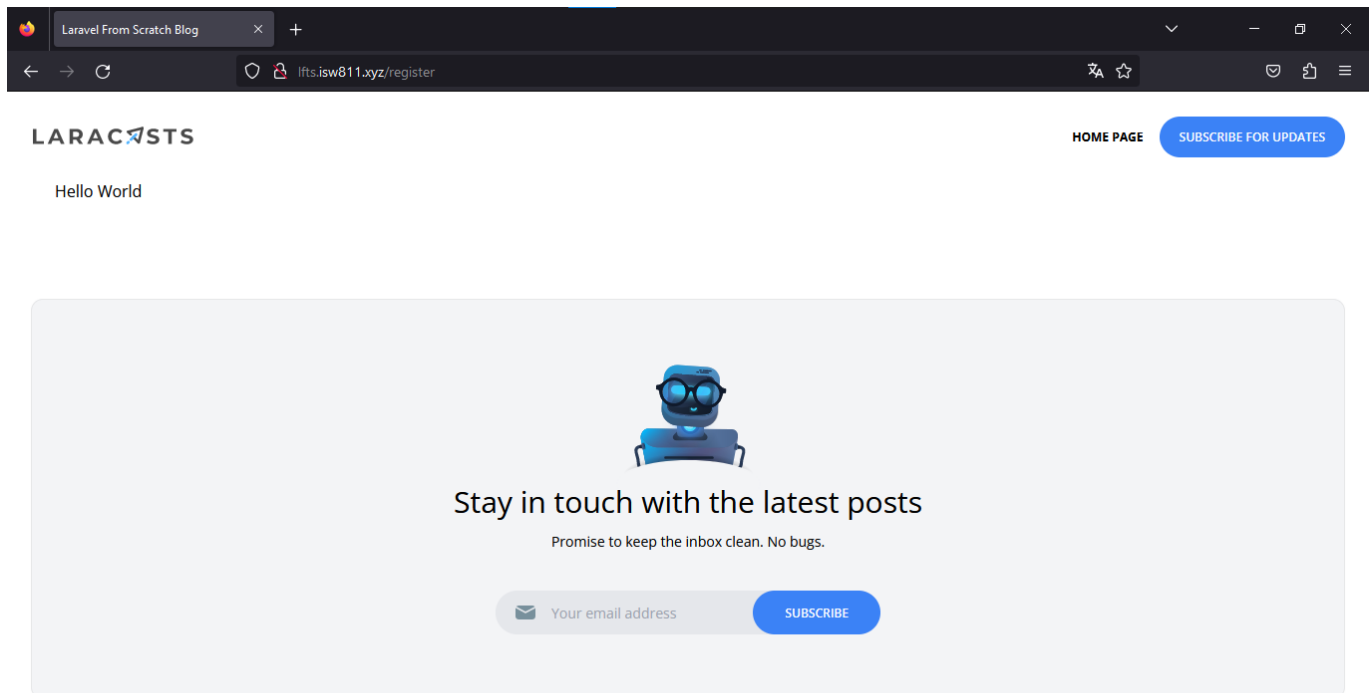 Laravel From Scratch Blog
lfts.isw811.xyz/register
LARACASTS
HOME PAGE
SUBSCRIBE FOR UPDATES
Hello World
Stay in touch with the latest posts
Promise to keep the inbox clean. No bugs.
Your email address
SUBSCRIBE